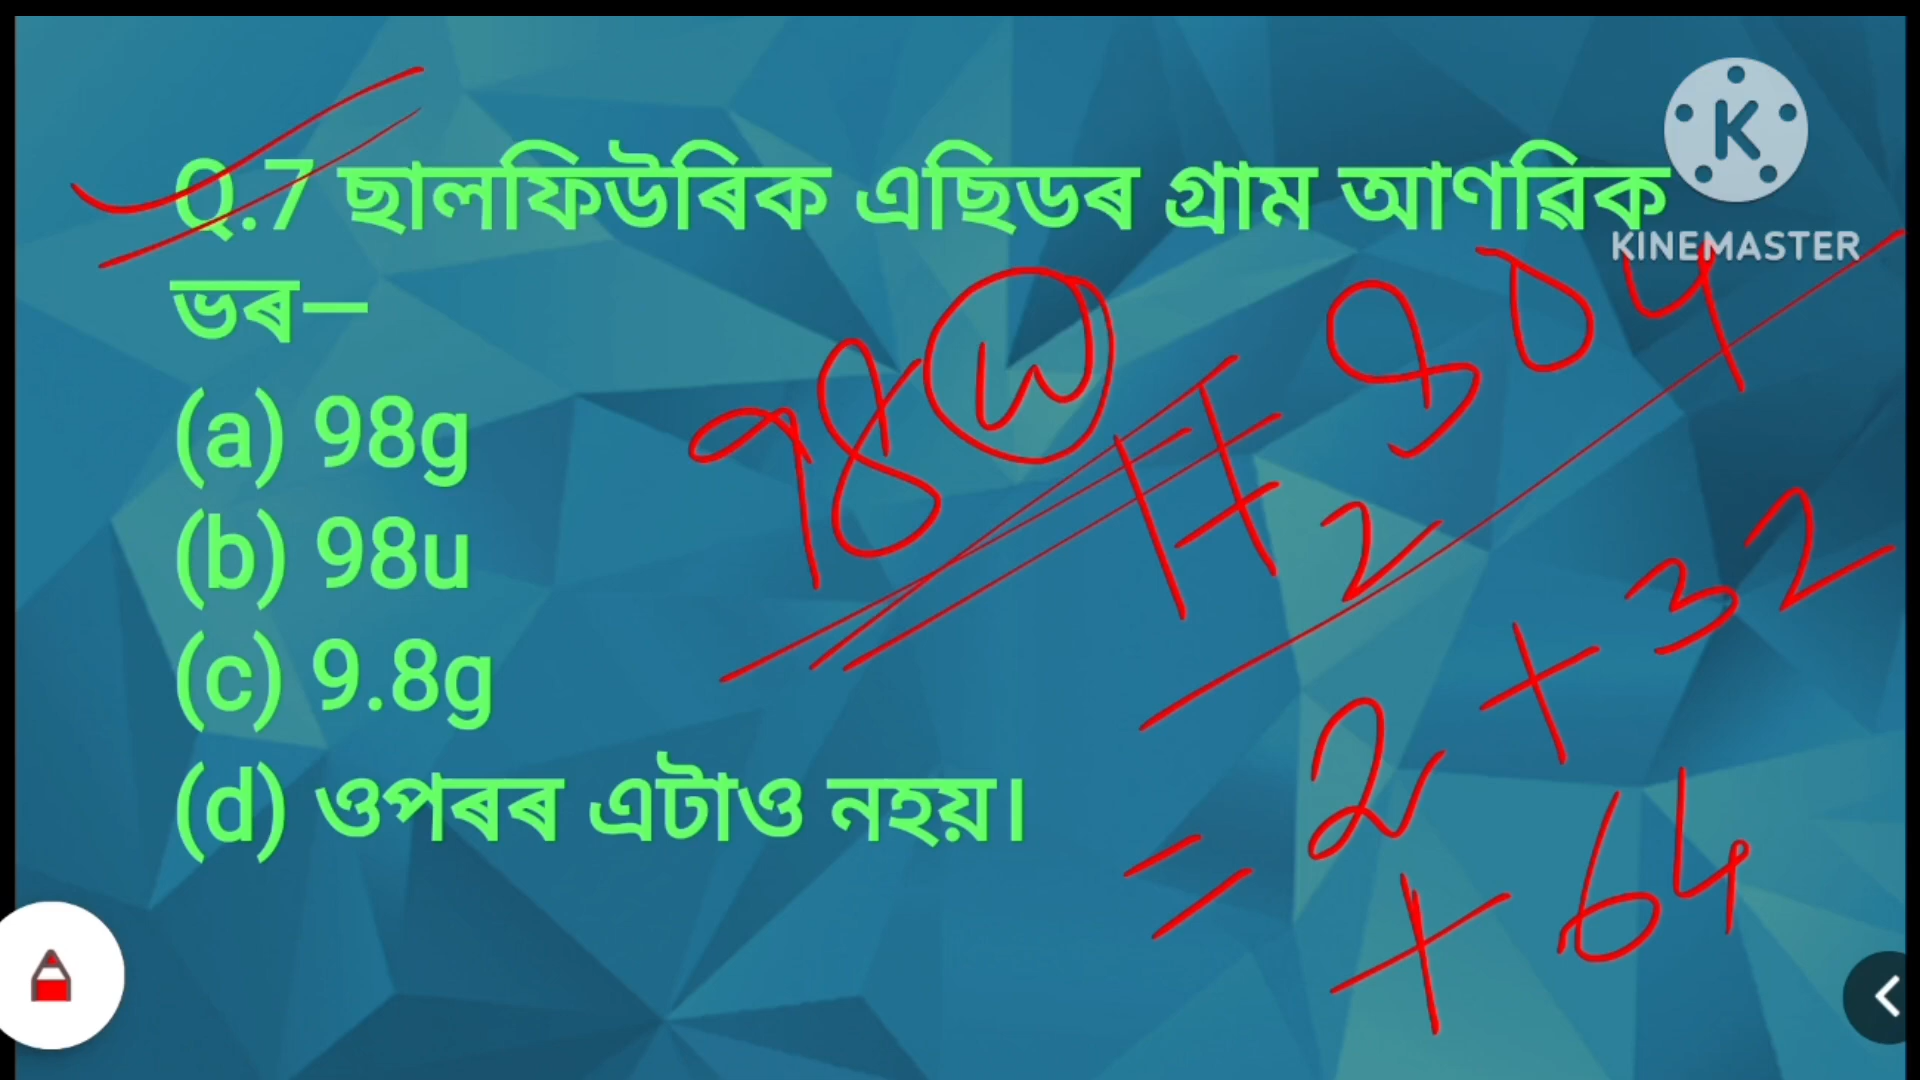 Q.7 ছালফিউৰিক এছিডৰ গ্ৰাম আণৱিক
ভৰ—
(a) 98g
(b) 98u
(c) 9.8g
(d) ওপৰৰ এটাও নহয়।
98 u
H2SO4
= 2 + 32
+ 64
K
KINEMASTER